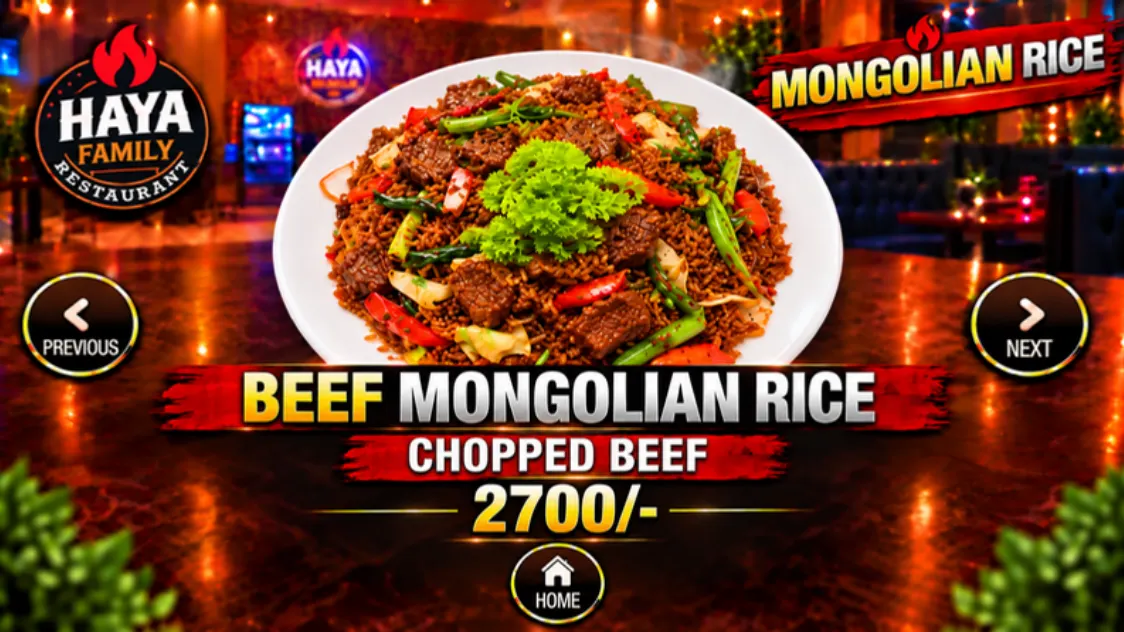 HAYA
FAMILY
RESTAURANT
HAYA
MONGOLIAN RICE
PREVIOUS
NEXT
BEEF MONGOLIAN RICE
CHOPPED BEEF
2700/-
HOME